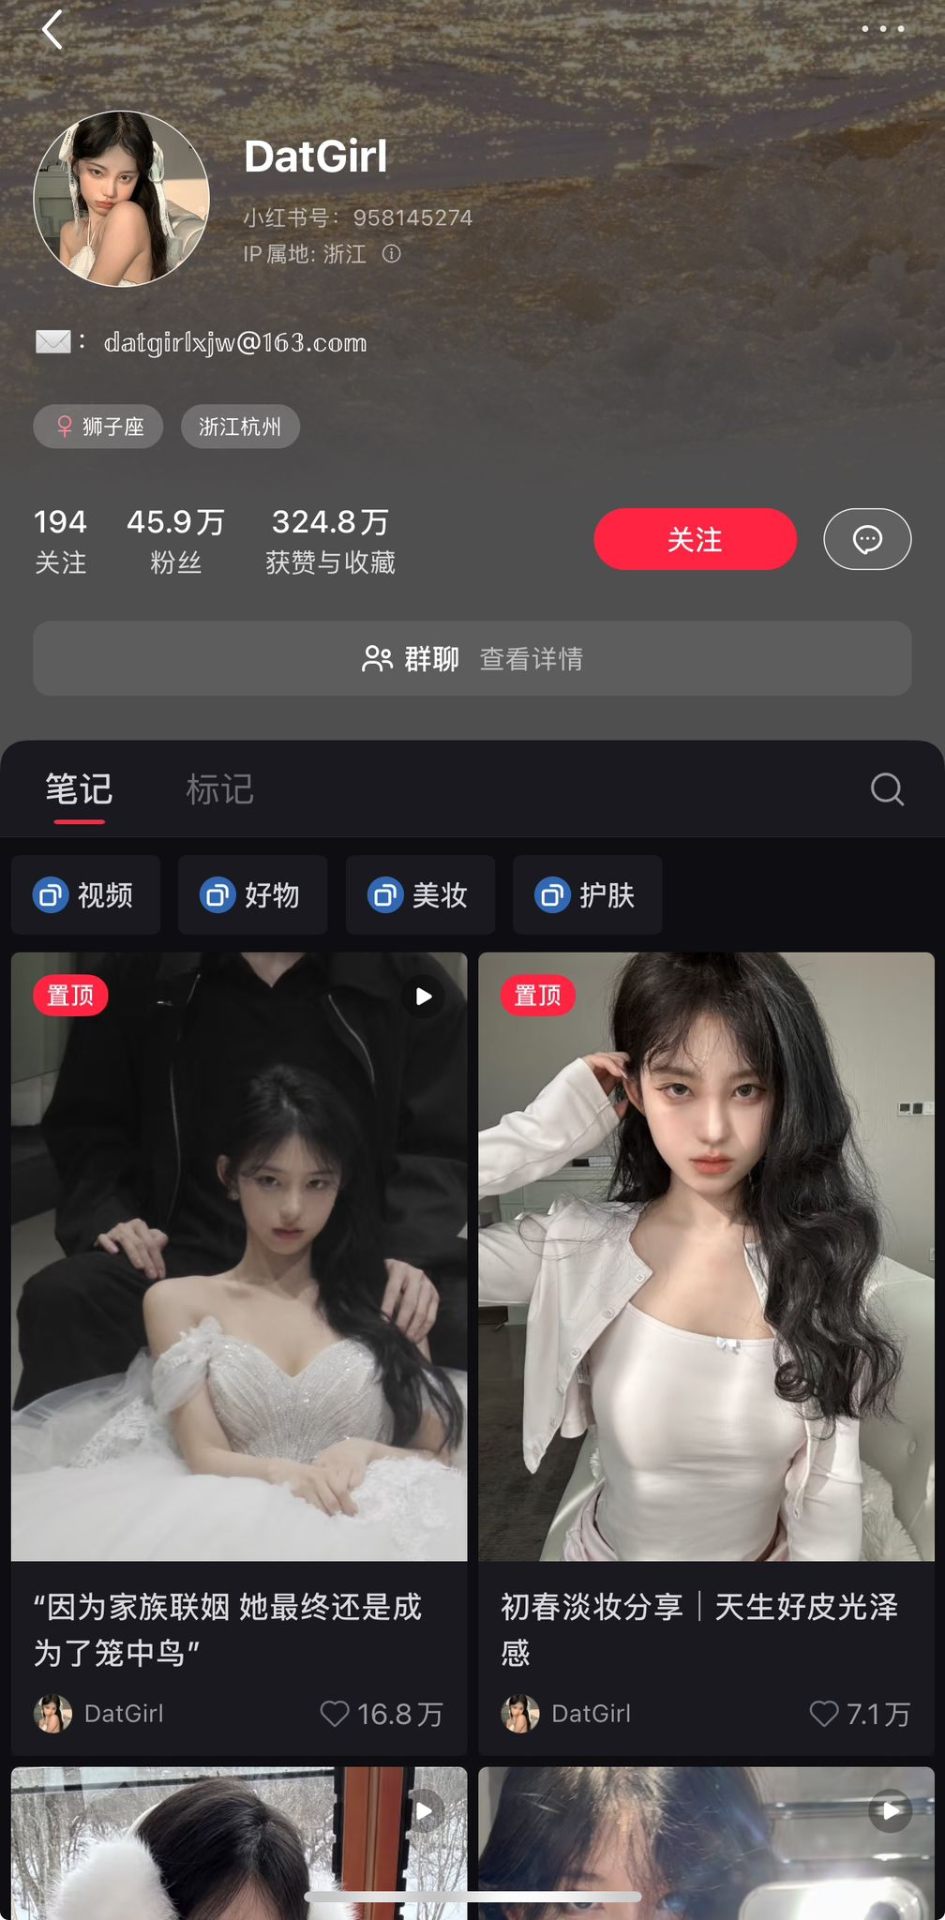 DatGirl
小红书号：958145274
IP属地：浙江
：datgirlxjw@163.com
狮子座
浙江杭州
194
45.9万
324.8万
关注
粉丝
获赞与收藏
关注
群聊 查看详情
笔记
标记
视频
好物
美妆
护肤
置顶
置顶
“因为家族联姻 她最终还是成
为了笼中鸟”
DatGirl
16.8万
初春淡妆分享｜天生好皮光泽
感
DatGirl
7.1万